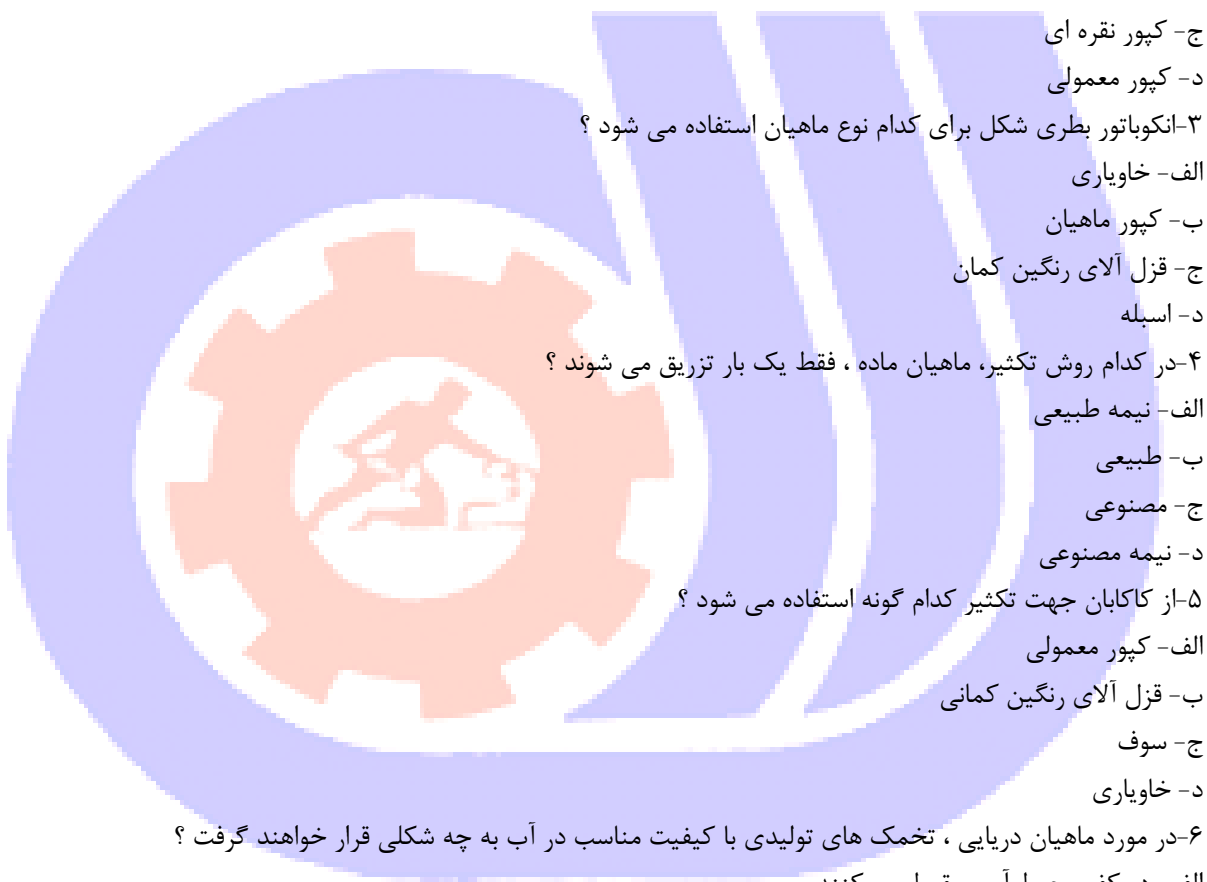 ج- کپور نقره ای
د- کپور معمولی
۳-انکوباتور بطری شکل برای کدام نوع ماهیان استفاده می شود ؟
الف- خاویاری
ب- کپور ماهیان
ج- قزل آلای رنگین کمان
د- اسبله
۴-در کدام روش تکثیر، ماهیان ماده ، فقط یک بار تزریق می شوند ؟
الف- نیمه طبیعی
ب- طبیعی
ج- مصنوعی
د- نیمه مصنوعی
۵-از کاکابان جهت تکثیر کدام گونه استفاده می شود ؟
الف- کپور معمولی
ب- قزل آلای رنگین کمانی
ج- سوف
د- خاویاری
۶-در مورد ماهیان دریایی ، تخمک های تولیدی با کیفیت مناسب در آب به چه شکلی قرار خواهند گرفت ؟